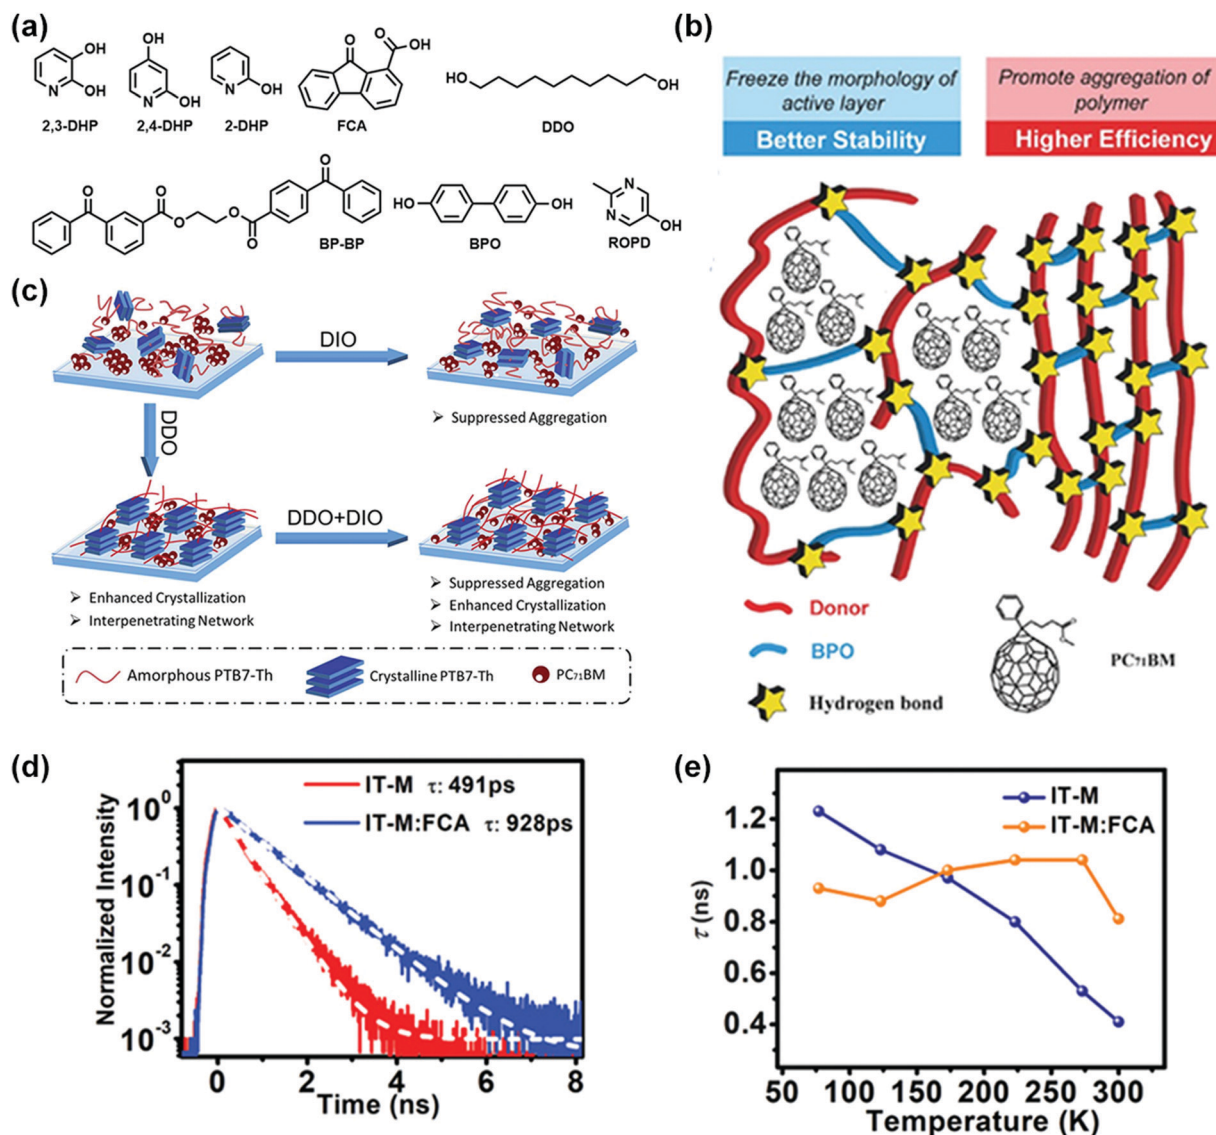 (a)
OH
OH
N
2,3-DHP
OH
N
OH
2,4-DHP
N
OH
2-DHP
O
O
OH
FCA
HO
OH
DDO
O
O
O
O
O
O
BP-BP
HO
OH
BPO
N
N
OH
ROPD
(b)
Freeze the morphology of
active layer
Better Stability
Promote aggregation of
polymer
Higher Efficiency
Donor
BPO
Hydrogen bond
PC71BM
(c)
DIO
➢ Suppressed Aggregation
DDO
DDO+DIO
➢ Enhanced Crystallization
➢ Interpenetrating Network
➢ Suppressed Aggregation
➢ Enhanced Crystallization
➢ Interpenetrating Network
Amorphous PTB7-Th
Crystalline PTB7-Th
PC₇₁BM
(d)
IT-M τ: 491ps
IT-M:FCA τ: 928ps
Normalized Intensity
10⁰
10⁻¹
10⁻²
10⁻³
0 2 4 6 8
Time (ns)
(e)
IT-M
IT-M:FCA
τ (ns)
1.2
1.0
0.8
0.6
0.4
50 100 150 200 250 300
Temperature (K)